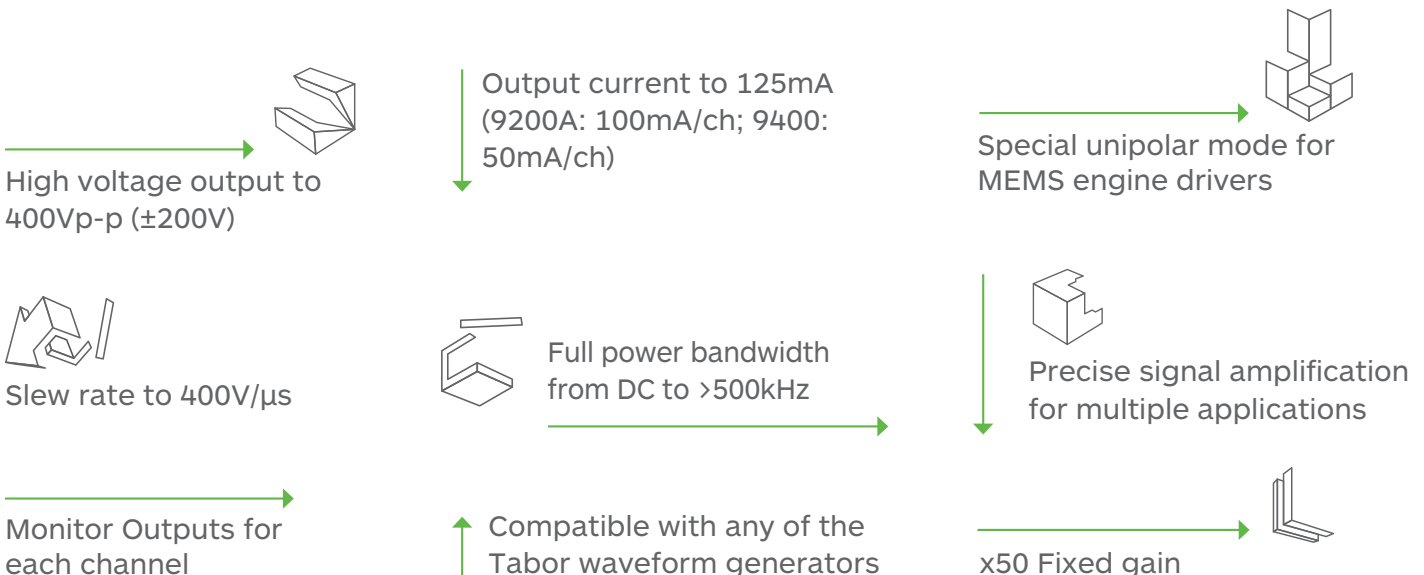 High voltage output to
400Vp-p (±200V)
Output current to 125mA
(9200A: 100mA/ch; 9400:
50mA/ch)
Special unipolar mode for
MEMS engine drivers
Slew rate to 400V/µs
Full power bandwidth
from DC to >500kHz
Precise signal amplification
for multiple applications
Monitor Outputs for
each channel
Compatible with any of the
Tabor waveform generators
x50 Fixed gain